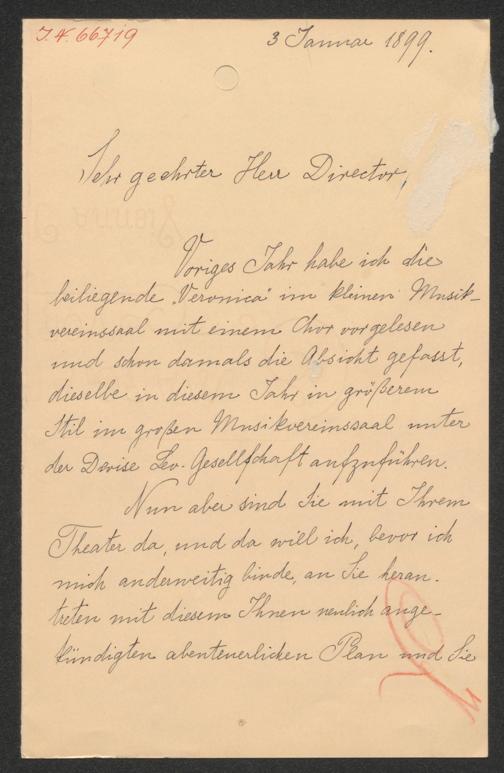 J.N. 66719
3 Januar 1899.
Sehr geehrter Herr Director,
Voriges Jahr habe ich die
beiliegende „Veronica" im kleinen Musik-
vereinssaal mit einem Chor vorgelesen
und schon damals die Absicht gefasst,
dieselbe in diesem Jahr in größerem
Stil im großen Musikvereinssaal unter
der Devise Leo-Gesellschaft aufzuführen.
Nun aber sind Sie mit Ihrem
Theater da, und da will ich, bevor ich
mich anderweitig binde, an Sie heran-
treten mit diesem Ihnen neulich ange-
kündigten abenteuerlichen Plan und Sie